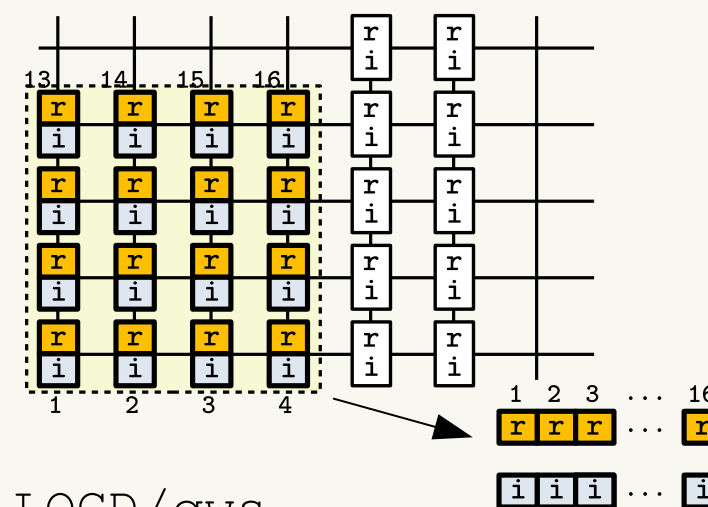 r r
i i
13 14 15 16
r r r r r r
i i i i i i
r r r r r r
i i i i i i
r r r r r r
i i i i i i
r r r r r r
i i i i i i
1 2 3 4
1 2 3 ... 16
r r r ... r
i i i ... i